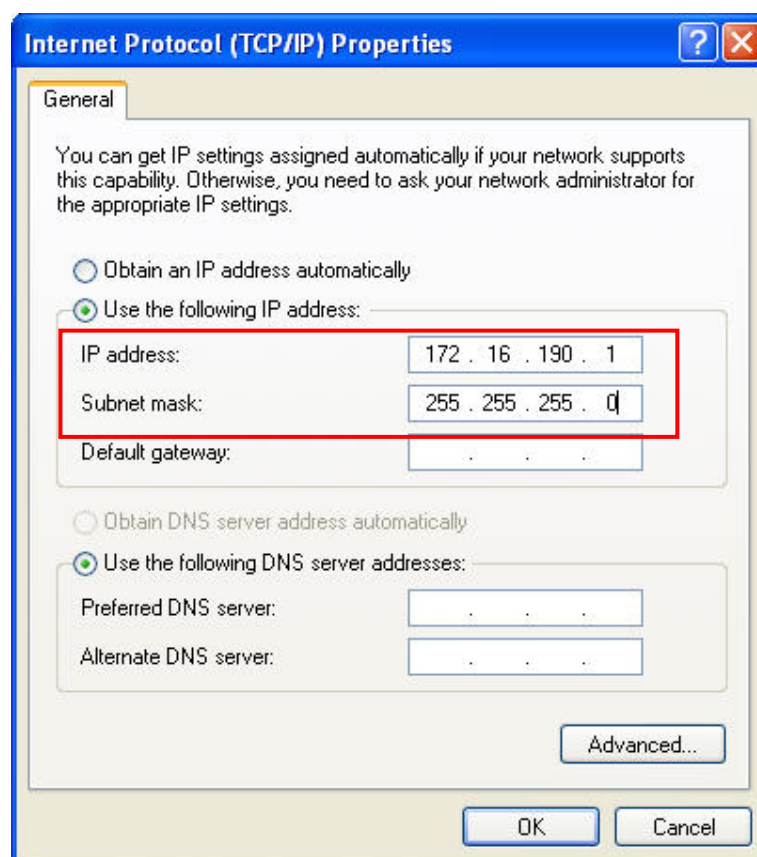 Internet Protocol (TCP/IP) Properties
General
You can get IP settings assigned automatically if your network supports
this capability. Otherwise, you need to ask your network administrator for
the appropriate IP settings.
Obtain an IP address automatically
Use the following IP address:
IP address: 172 . 16 . 190 . 1
Subnet mask: 255 . 255 . 255 . 0
Default gateway: . . .
Obtain DNS server address automatically
Use the following DNS server addresses:
Preferred DNS server: . . .
Alternate DNS server: . . .
Advanced...
OK Cancel